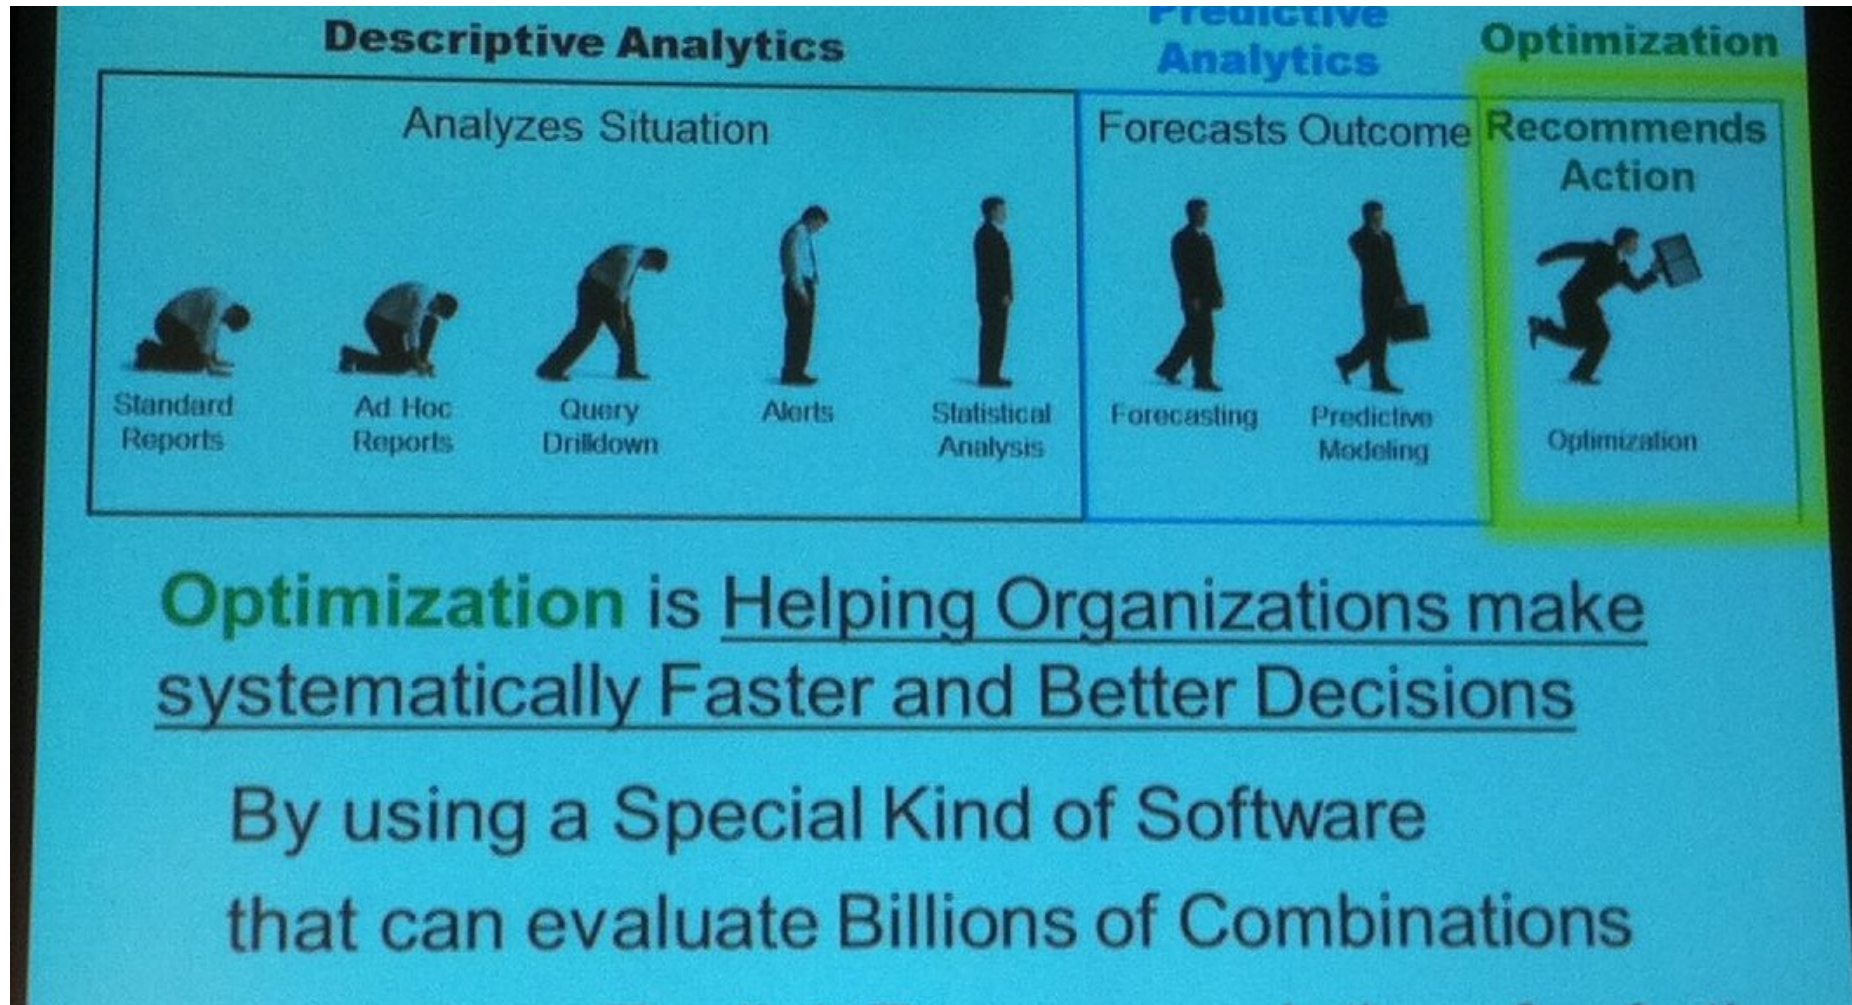 Descriptive Analytics
Predictive
Analytics
Optimization
Analyzes Situation
Forecasts Outcome
Recommends
Action
Standard
Reports
Ad Hoc
Reports
Query
Drilldown
Alerts
Statistical
Analysis
Forecasting
Predictive
Modeling
Optimization
Optimization is Helping Organizations make
systematically Faster and Better Decisions
By using a Special Kind of Software
that can evaluate Billions of Combinations